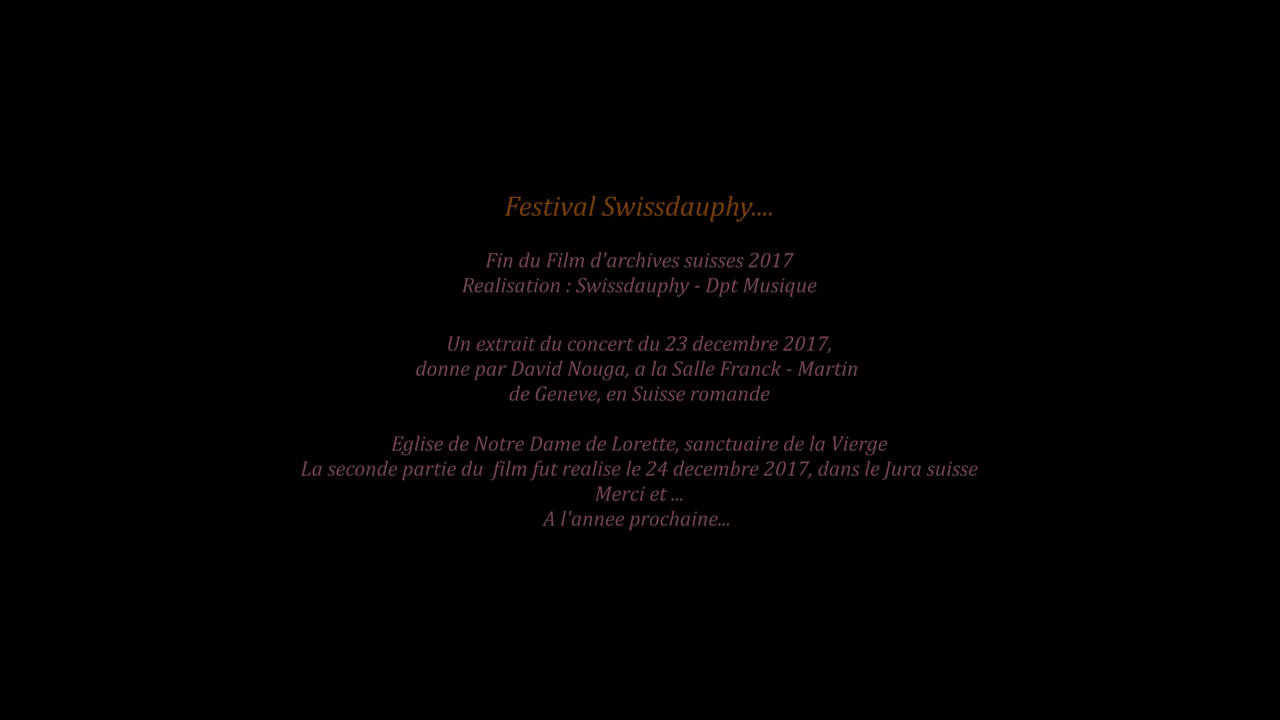 Festival Swissdauphy....
Fin du Film d'archives suisses 2017
Realisation : Swissdauphy - Dpt Musique
Un extrait du concert du 23 decembre 2017,
donne par David Nouga, a la Salle Franck - Martin
de Geneve, en Suisse romande
Eglise de Notre Dame de Lorette, sanctuaire de la Vierge
La seconde partie du  film fut realise le 24 decembre 2017, dans le Jura suisse
Merci et ...
A l'annee prochaine...